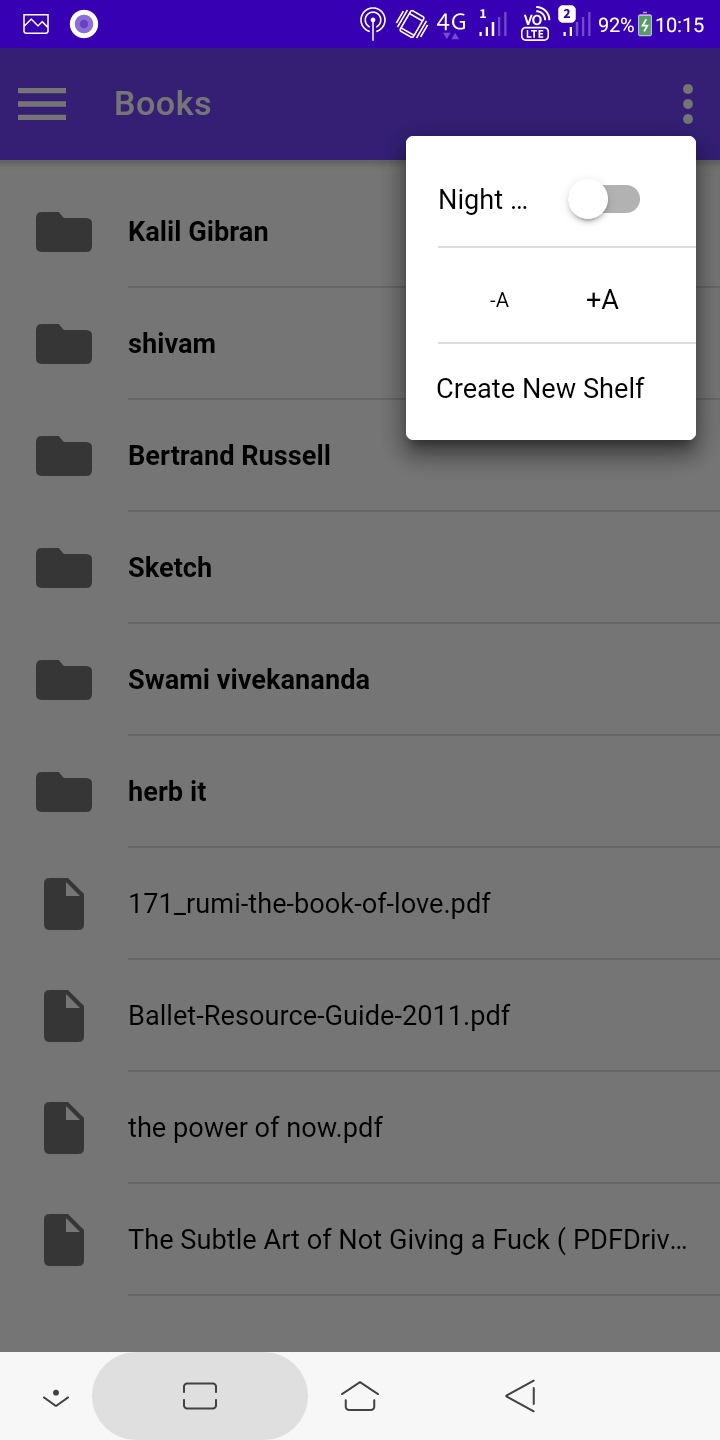 4G 1 VO LTE 2 92% 10:15
Books
Night ...
-A +A
Create New Shelf
Kalil Gibran
shivam
Bertrand Russell
Sketch
Swami vivekananda
herb it
171_rumi-the-book-of-love.pdf
Ballet-Resource-Guide-2011.pdf
the power of now.pdf
The Subtle Art of Not Giving a Fuck ( PDFDriv...